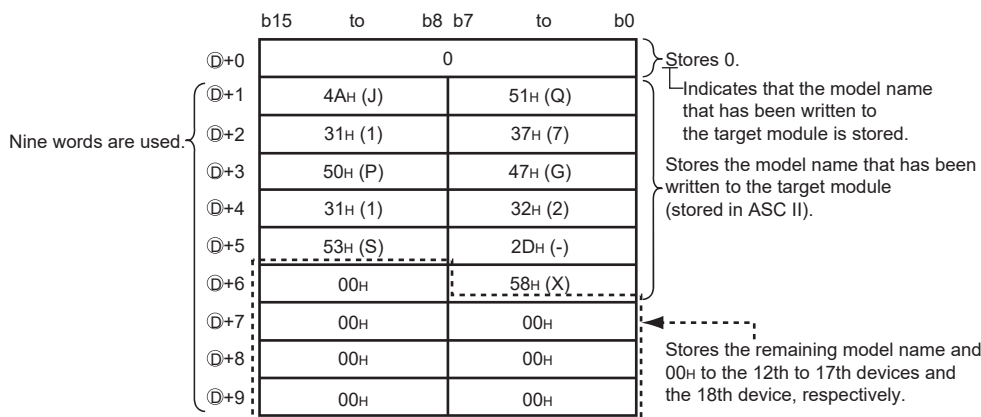 b15 to b8 b7 to b0
Ⓓ+0 0
Stores 0.
Indicates that the model name
that has been written to
the target module is stored.
Nine words are used.
Ⓓ+1 4AH (J) 51H (Q)
Ⓓ+2 31H (1) 37H (7)
Ⓓ+3 50H (P) 47H (G)
Ⓓ+4 31H (1) 32H (2)
Ⓓ+5 53H (S) 2DH (-)
Ⓓ+6 00H 58H (X)
Ⓓ+7 00H 00H
Ⓓ+8 00H 00H
Ⓓ+9 00H 00H
Stores the model name that has been
written to the target module
(stored in ASC II).
Stores the remaining model name and
00H to the 12th to 17th devices and
the 18th device, respectively.